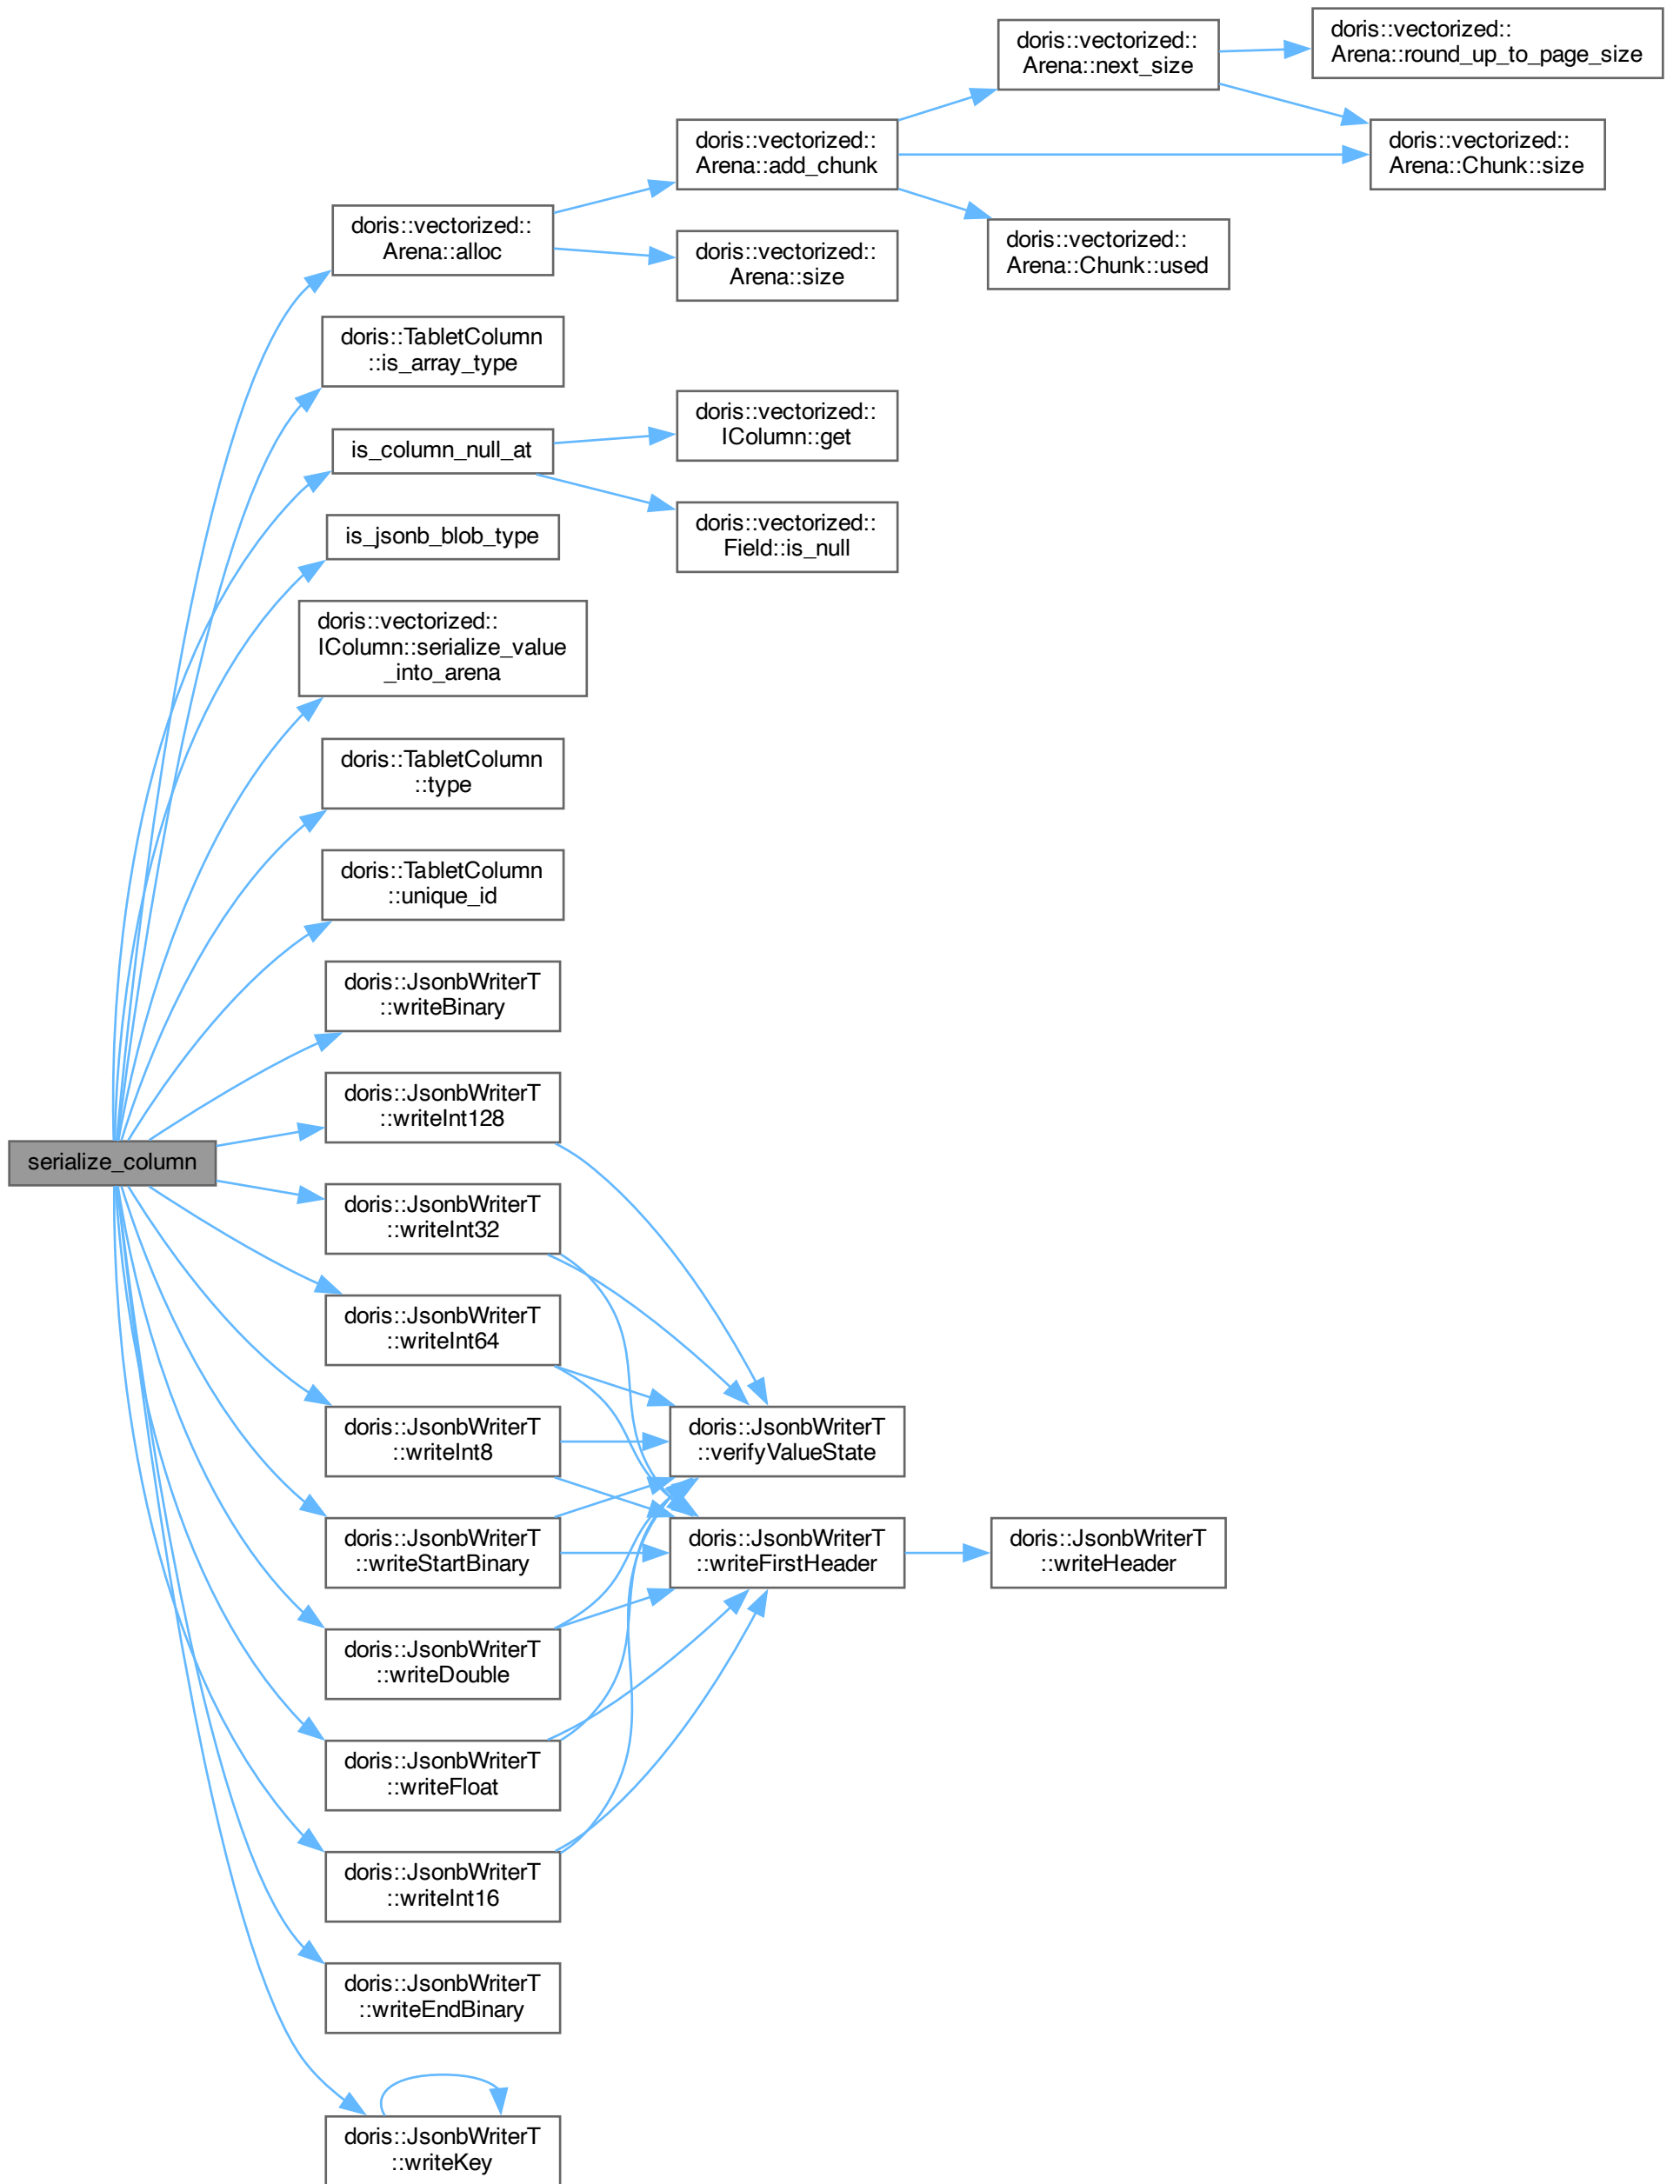 doris::vectorized::
Arena::round_up_to_page_size
doris::vectorized::
Arena::next_size
doris::vectorized::
Arena::Chunk::size
doris::vectorized::
Arena::add_chunk
doris::vectorized::
Arena::Chunk::used
doris::vectorized::
Arena::alloc
doris::vectorized::
Arena::size
doris::TabletColumn
::is_array_type
is_column_null_at
doris::vectorized::
IColumn::get
doris::vectorized::
Field::is_null
is_jsonb_blob_type
doris::vectorized::
IColumn::serialize_value
_into_arena
doris::TabletColumn
::type
doris::TabletColumn
::unique_id
doris::JsonbWriterT
::writeBinary
doris::JsonbWriterT
::writeInt128
serialize_column
doris::JsonbWriterT
::writeInt32
doris::JsonbWriterT
::writeInt64
doris::JsonbWriterT
::writeInt8
doris::JsonbWriterT
::verifyValueState
doris::JsonbWriterT
::writeStartBinary
doris::JsonbWriterT
::writeFirstHeader
doris::JsonbWriterT
::writeHeader
doris::JsonbWriterT
::writeDouble
doris::JsonbWriterT
::writeFloat
doris::JsonbWriterT
::writeInt16
doris::JsonbWriterT
::writeEndBinary
doris::JsonbWriterT
::writeKey